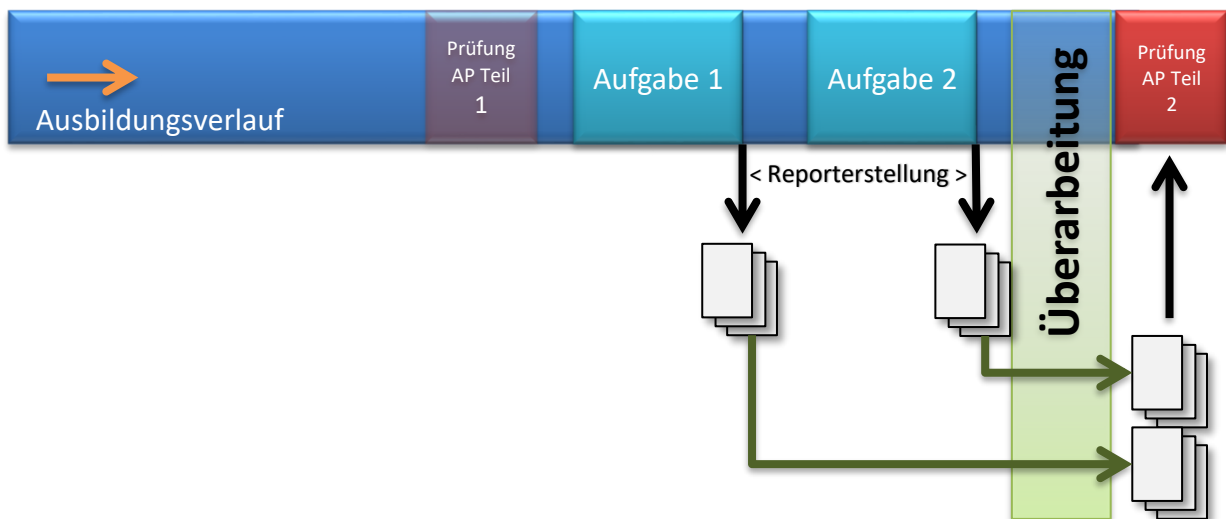 Ausbildungsverlauf
Prüfung
AP Teil
1
Aufgabe 1
Aufgabe 2
Überarbeitung
Prüfung
AP Teil
2
< Reporterstellung >